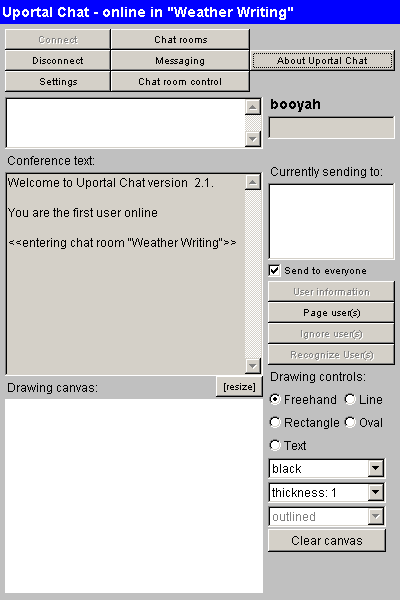 Uportal Chat - online in "Weather Writing"
Connect
Chat rooms
Disconnect
Messaging
About Uportal Chat
Settings
Chat room control
booyah
Conference text:
Welcome to Uportal Chat version 2.1.
You are the first user online
<<entering chat room "Weather Writing">>
Currently sending to:
Send to everyone
User information
Page user(s)
Ignore user(s)
Recognize User(s)
Drawing canvas:
[resize]
Drawing controls:
Freehand
Line
Rectangle
Oval
Text
black
thickness: 1
outlined
Clear canvas